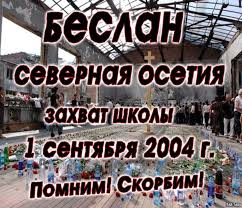 БЕСЛАН
СЕВЕРНАЯ ОСЕТИЯ
ЗАХВАТ ШКОЛЫ
1 СЕНТЯБРЯ 2004 Г.
ПОМНИМ! СКОРБИМ!